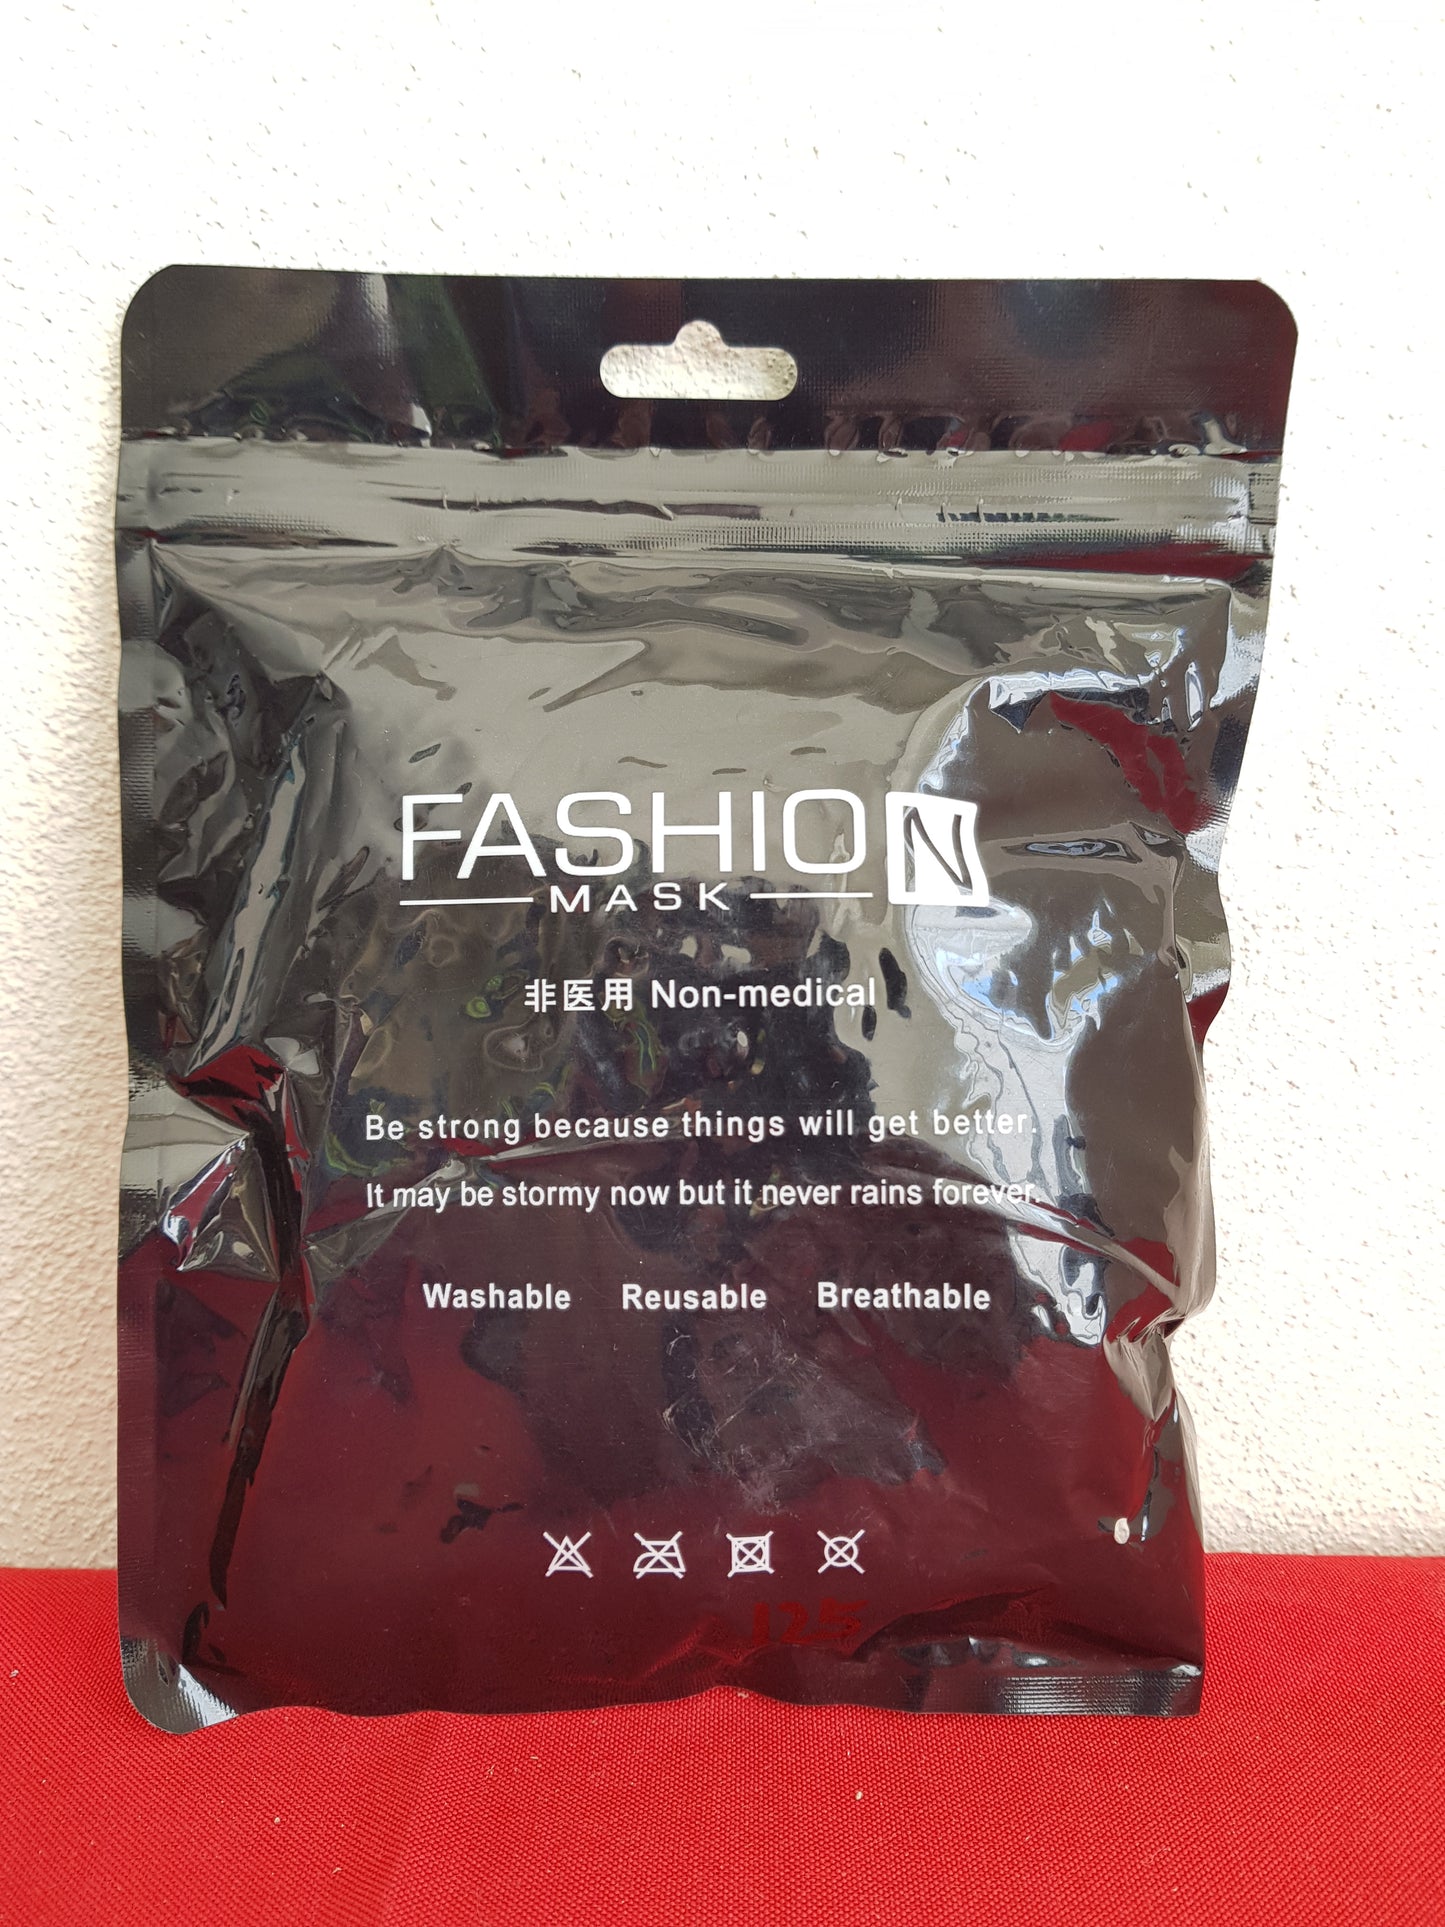 FASHION
MASK
非医用 Non-medical
Be strong because things will get better.
It may be stormy now but it never rains forever.
Washable Reusable Breathable
125